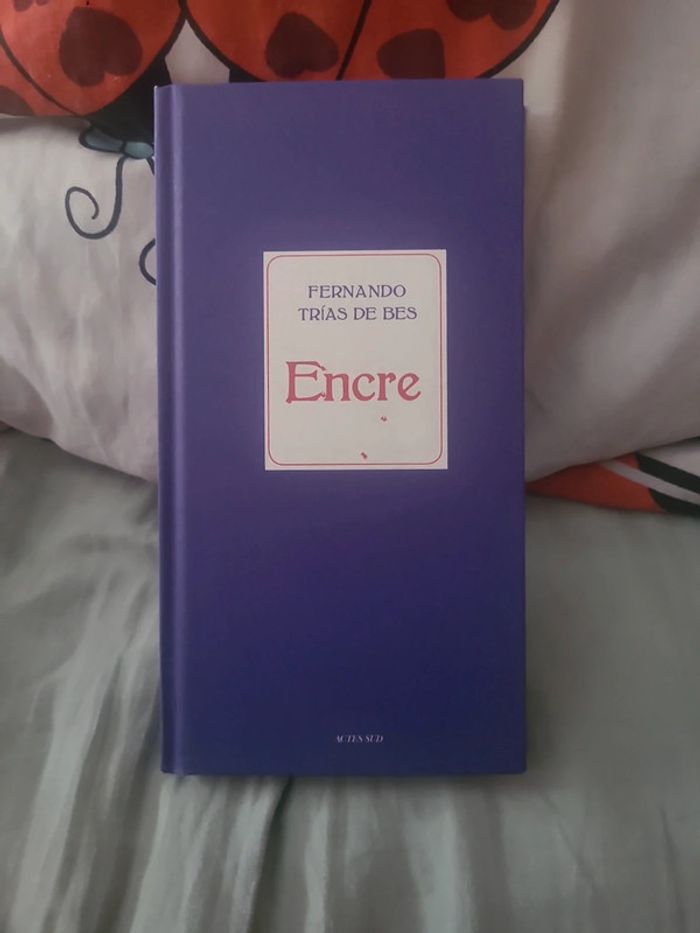 FERNANDO
TRÍAS DE BES
Encre
ACTES SUD